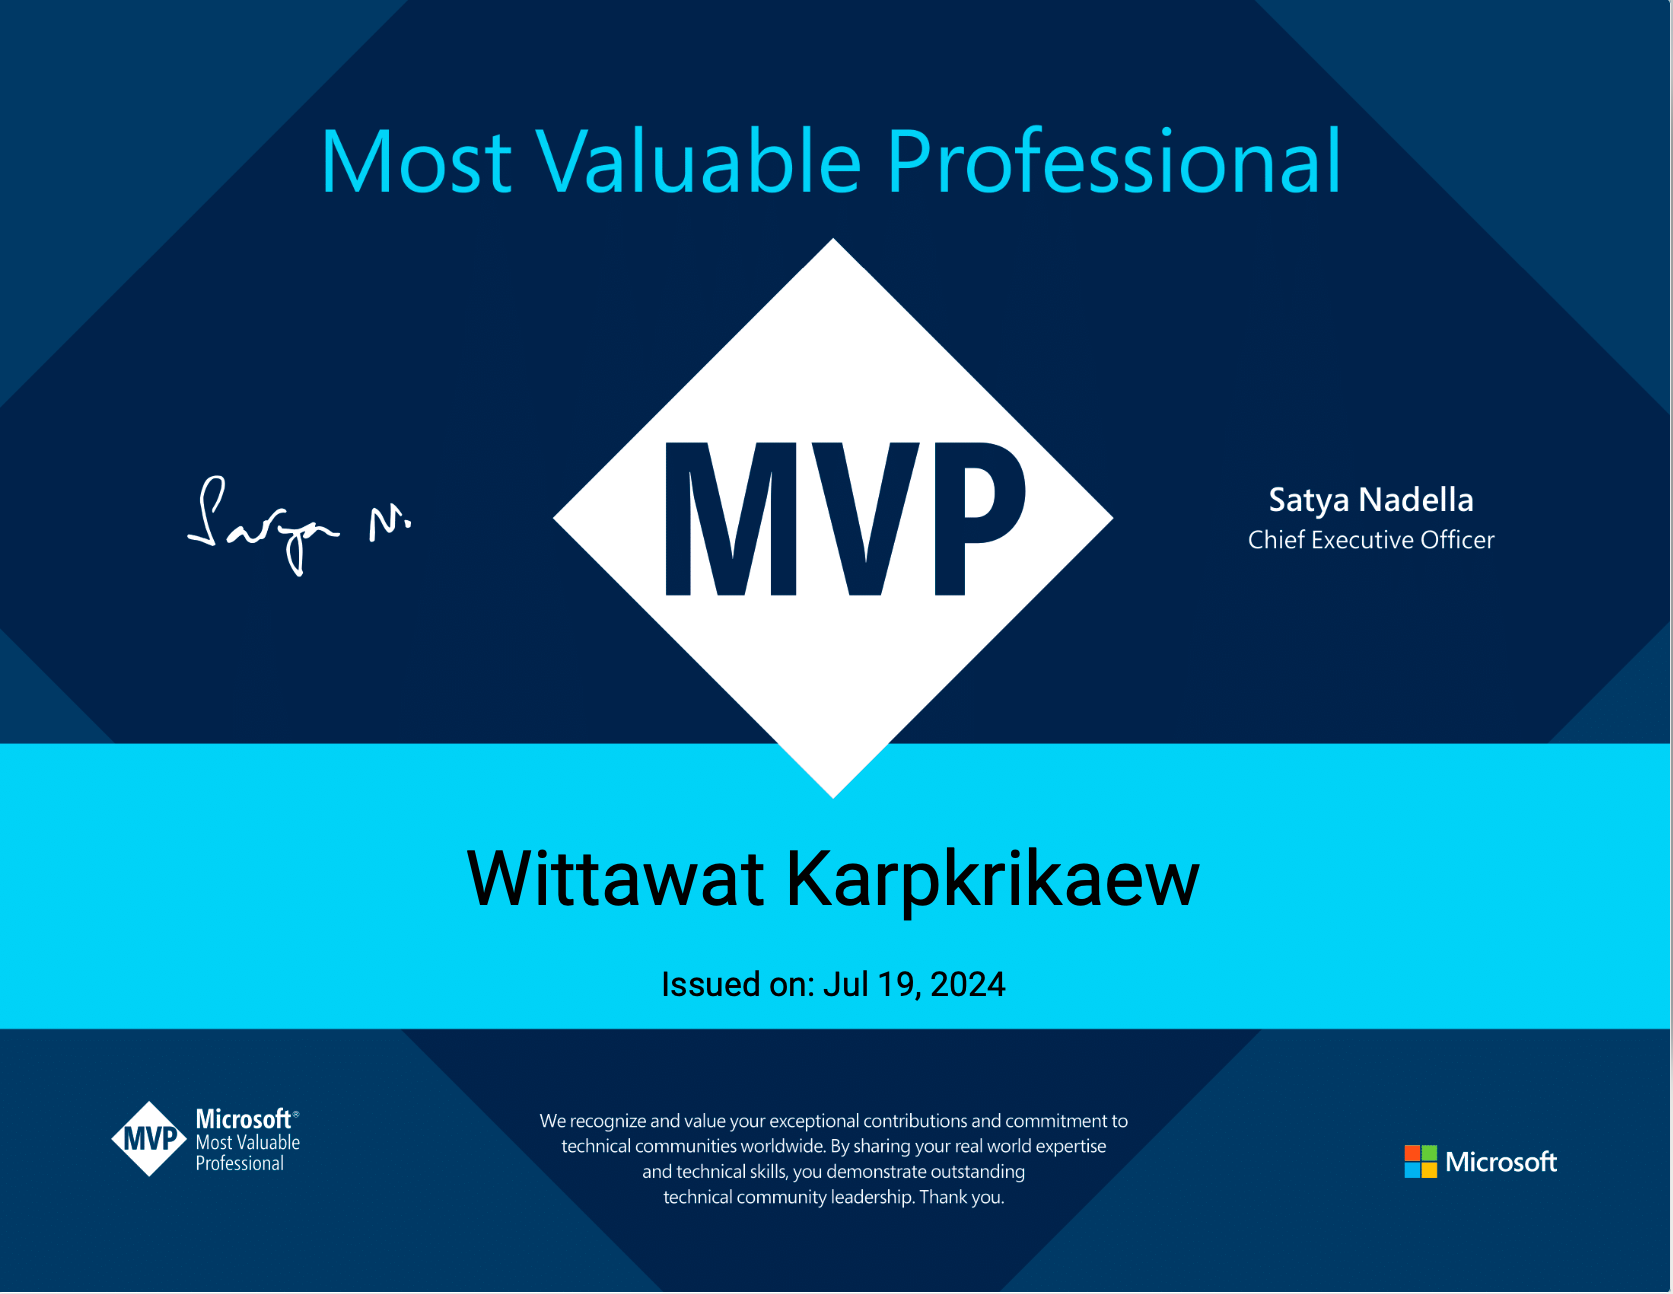 Most Valuable Professional
MVP
Satya N.
Satya Nadella
Chief Executive Officer
Wittawat Karpkrikaew
Issued on: Jul 19, 2024
MVP
Microsoft®
Most Valuable
Professional
We recognize and value your exceptional contributions and commitment to
technical communities worldwide. By sharing your real world expertise
and technical skills, you demonstrate outstanding
technical community leadership. Thank you.
Microsoft